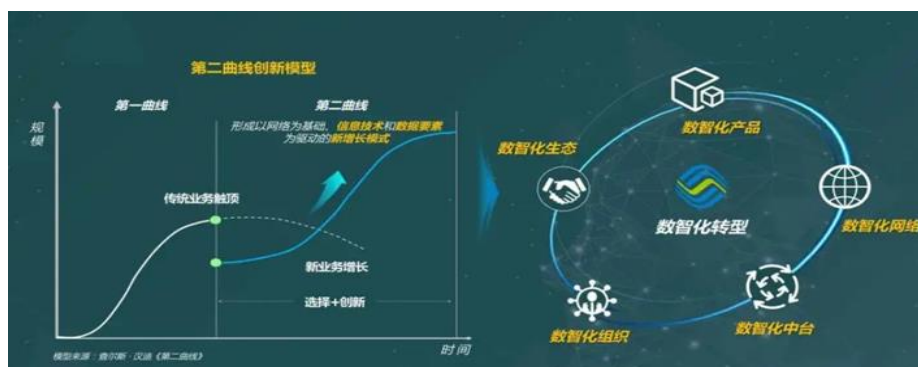 第二曲线创新模型
第一曲线
第二曲线
形成以网络为基础、信息技术和数据要素
为驱动的新增长模式
规模
传统业务触顶
新业务增长
选择+创新
时间
模型来源：查尔斯·汉迪《第二曲线》
数智化产品
数智化生态
数智化转型
数智化网络
数智化中台
数智化组织